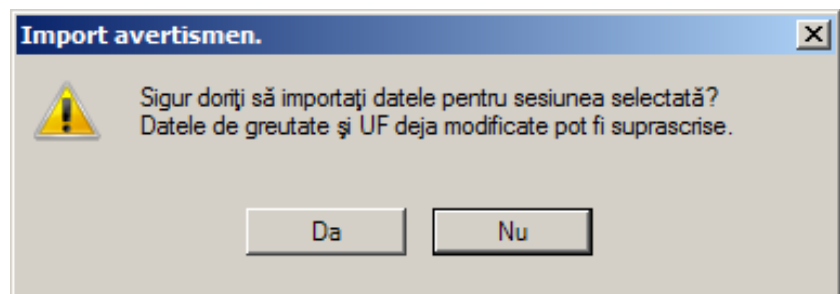 Import avertismen.
Sigur doriţi să importaţi datele pentru sesiunea selectată?
Datele de greutate şi UF deja modificate pot fi suprascrise.
Da
Nu